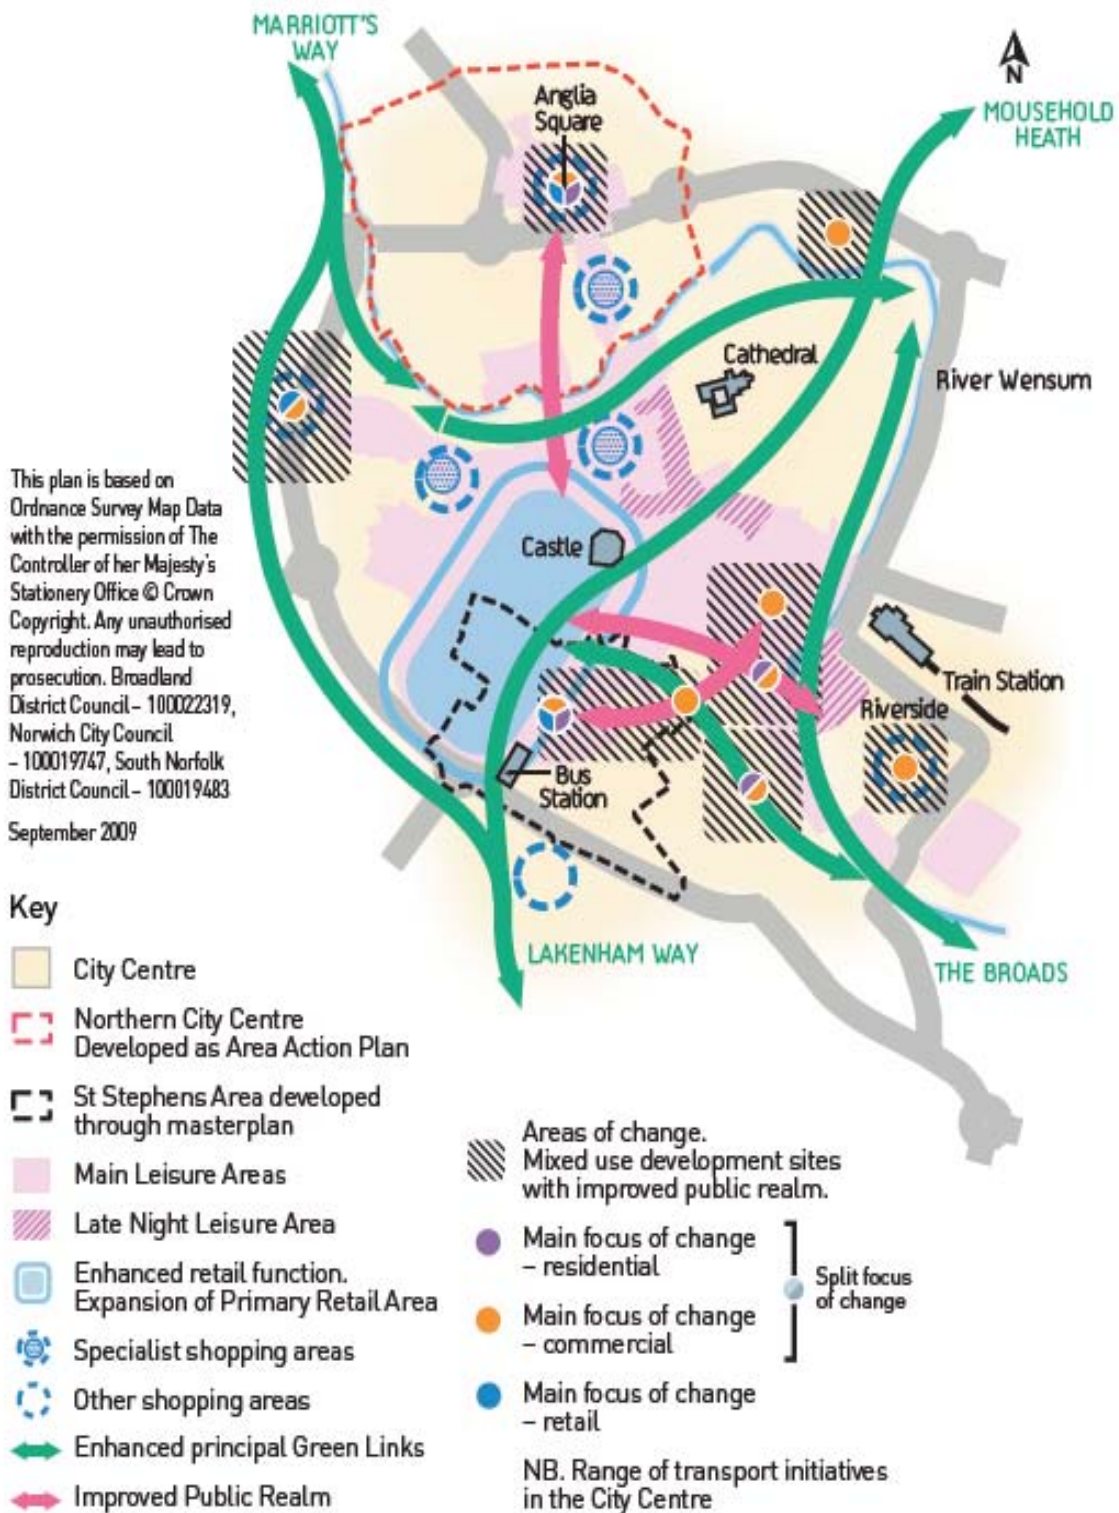 MARRIOTT'S
WAY
N
Anglia
Square
MOUSEHOLD
HEATH
Cathedral
River Wensum
This plan is based on
Ordnance Survey Map Data
with the permission of The
Controller of her Majesty's
Stationery Office © Crown
Copyright. Any unauthorised
reproduction may lead to
prosecution. Broadland
District Council – 100022319,
Norwich City Council
– 100019747, South Norfolk
District Council – 100019483
September 2009
Castle
Train Station
Riverside
Bus
Station
LAKENHAM WAY
THE BROADS
Key
City Centre
Northern City Centre
Developed as Area Action Plan
St Stephens Area developed
through masterplan
Main Leisure Areas
Late Night Leisure Area
Enhanced retail function.
Expansion of Primary Retail Area
Specialist shopping areas
Other shopping areas
Enhanced principal Green Links
Improved Public Realm
Areas of change.
Mixed use development sites
with improved public realm.
Main focus of change
– residential
Main focus of change
– commercial
Split focus
of change
Main focus of change
– retail
NB. Range of transport initiatives
in the City Centre